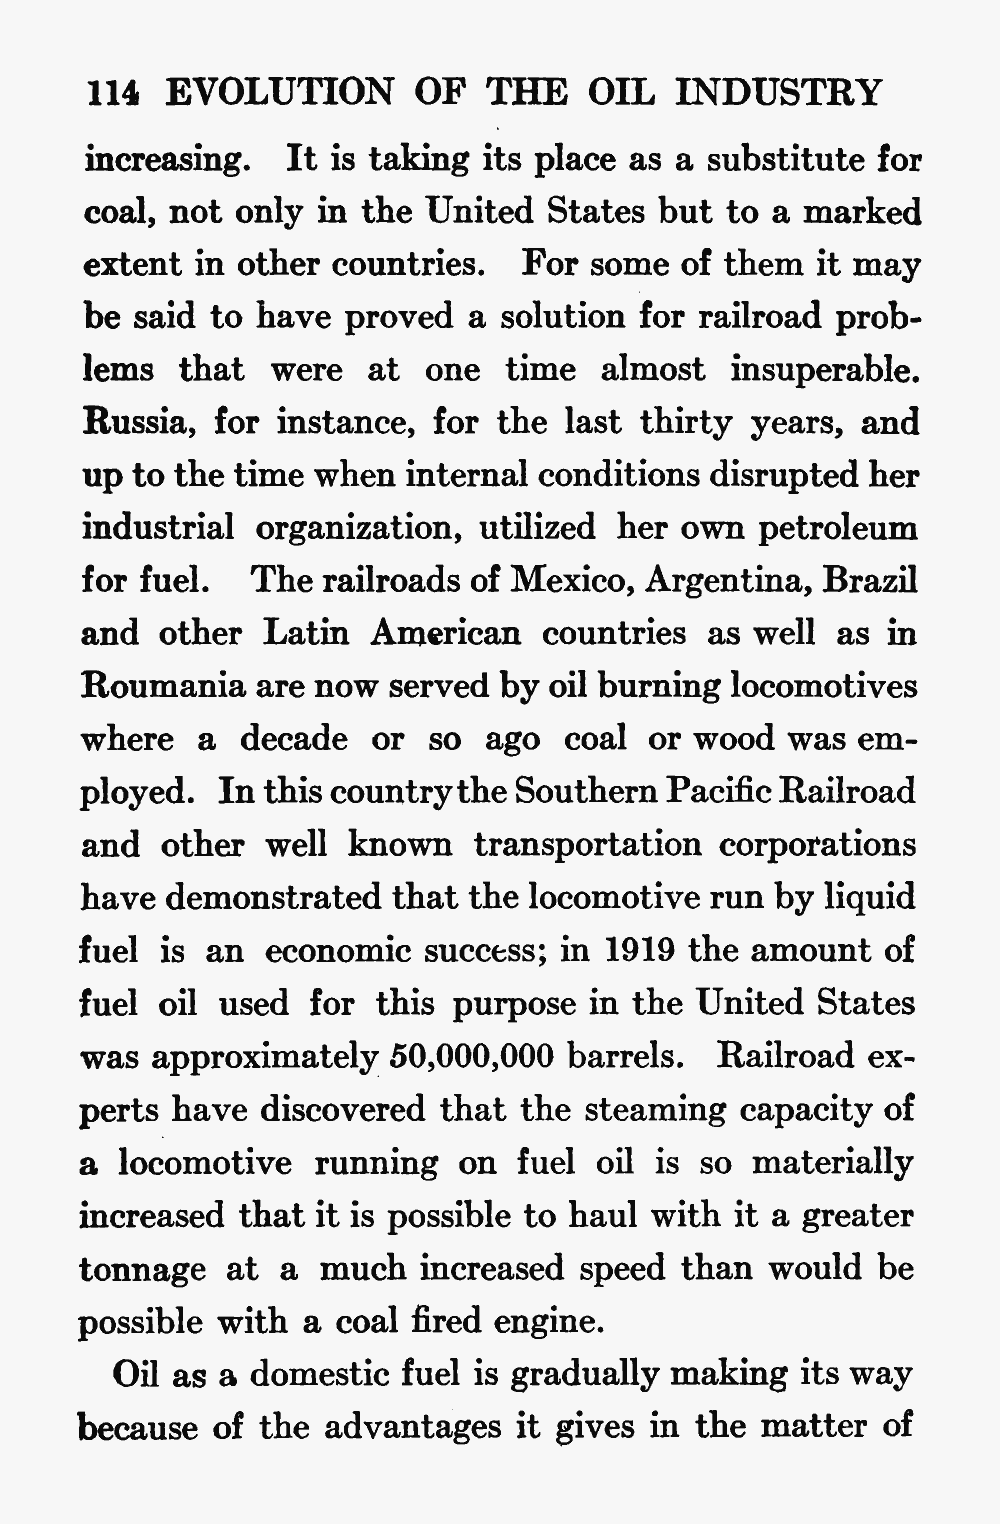 114 EVOLUTION OF THE OIL INDUSTRY
increasing. It is taking its place as a substitute for
coal, not only in the United States but to a marked
extent in other countries. For some of them it may
be said to have proved a solution for railroad prob-
lems that were at one time almost insuperable.
Russia, for instance, for the last thirty years, and
up to the time when internal conditions disrupted her
industrial organization, utilized her own petroleum
for fuel. The railroads of Mexico, Argentina, Brazil
and other Latin American countries as well as in
Roumania are now served by oil burning locomotives
where a decade or so ago coal or wood was em-
ployed. In this country the Southern Pacific Railroad
and other well known transportation corporations
have demonstrated that the locomotive run by liquid
fuel is an economic success; in 1919 the amount of
fuel oil used for this purpose in the United States
was approximately 50,000,000 barrels. Railroad ex-
perts have discovered that the steaming capacity of
a locomotive running on fuel oil is so materially
increased that it is possible to haul with it a greater
tonnage at a much increased speed than would be
possible with a coal fired engine.
Oil as a domestic fuel is gradually making its way
because of the advantages it gives in the matter of